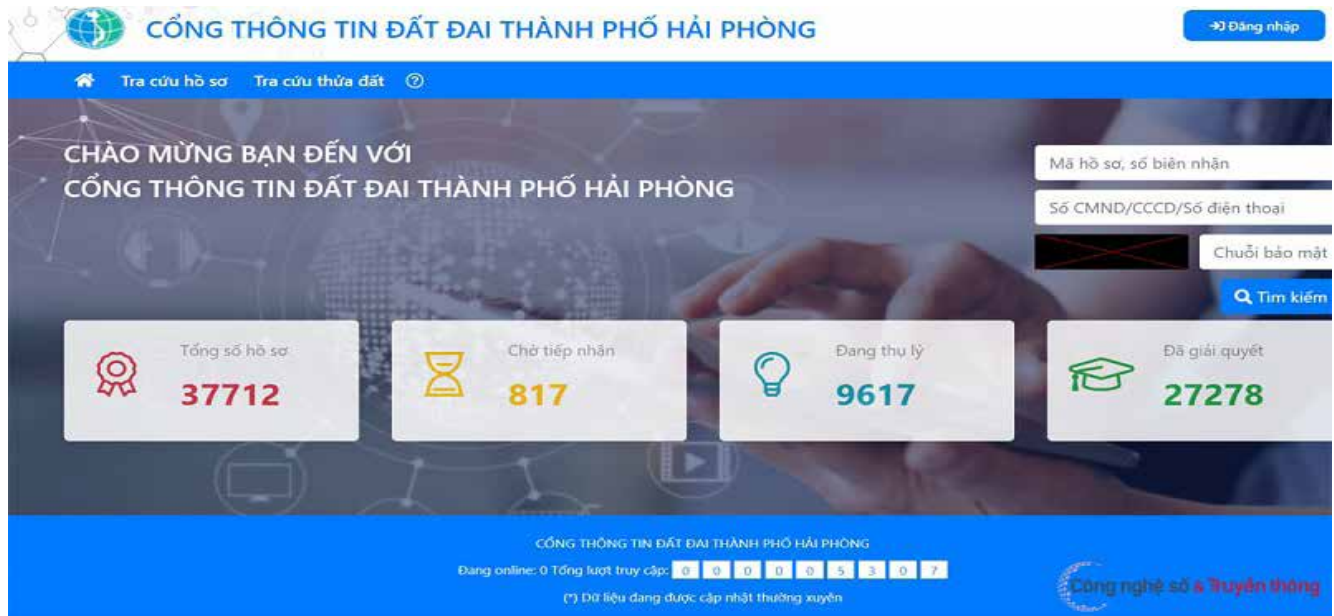 CỔNG THÔNG TIN ĐẤT ĐAI THÀNH PHỐ HẢI PHÒNG
Đăng nhập
Tra cứu hồ sơ Tra cứu thửa đất
CHÀO MỪNG BẠN ĐẾN VỚI
CỔNG THÔNG TIN ĐẤT ĐAI THÀNH PHỐ HẢI PHÒNG
Mã hồ sơ, số biên nhận
Số CMND/CCCD/Số điện thoại
Chuỗi bảo mật
Tìm kiếm
Tổng số hồ sơ
37712
Chờ tiếp nhận
817
Đang thụ lý
9617
Đã giải quyết
27278
CỔNG THÔNG TIN ĐẤT ĐAI THÀNH PHỐ HẢI PHÒNG
Đang online: 0 Tổng lượt truy cập: 0 0 0 0 0 5 3 0 7
(*) Dữ liệu đang được cập nhật thường xuyên
Công nghệ số & Truyền thông